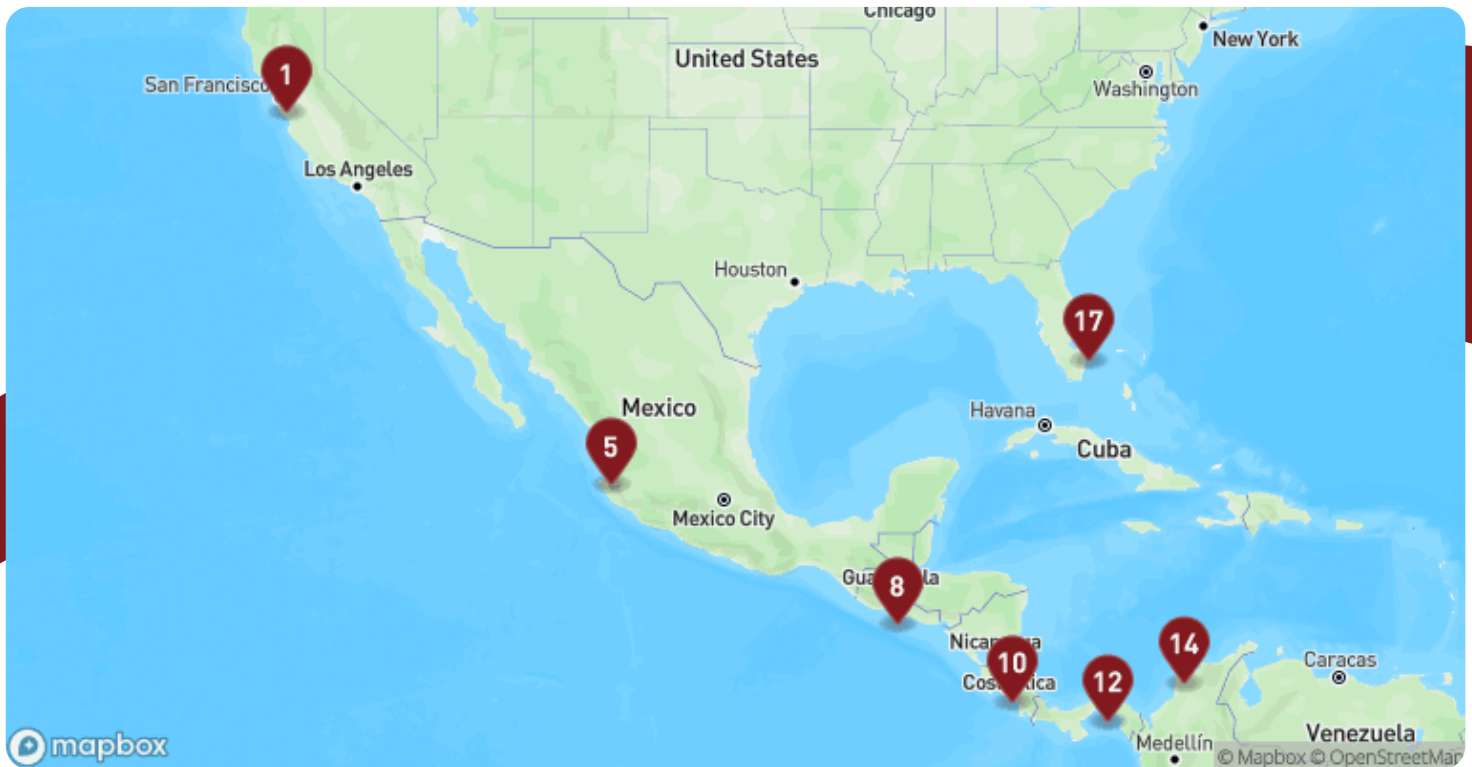 Chicago
New York
United States
1
San Francisco
Washington
Los Angeles
Houston
17
Mexico
Havana
Cuba
5
Mexico City
8
Nicaragua
14
10
Caracas
12
Venezuela
Medellín
mapbox
© Mapbox © OpenStreetMap